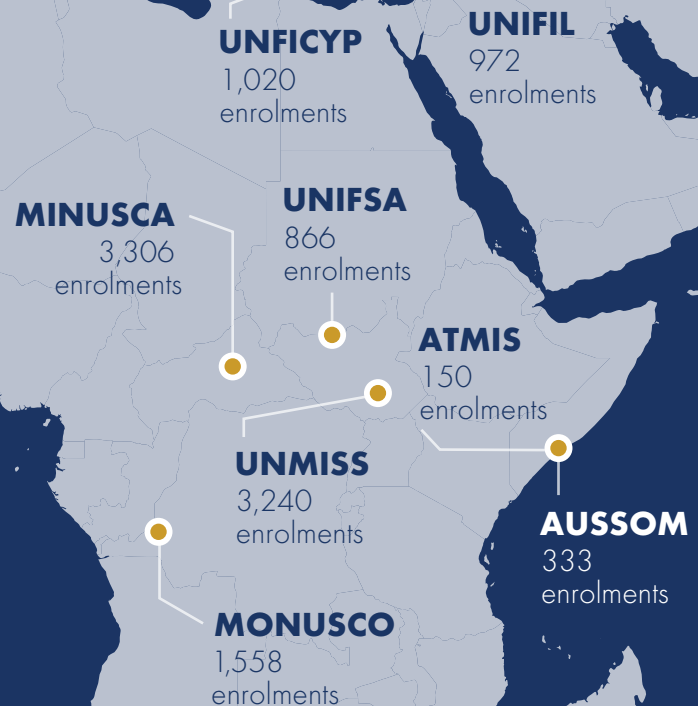 UNFICYP
1,020
enrolments
UNIFIL
972
enrolments
MINUSCA
3,306
enrolments
UNIFSA
866
enrolments
ATMIS
150
enrolments
UNMISS
3,240
enrolments
AUSSOM
333
enrolments
MONUSCO
1,558
enrolments